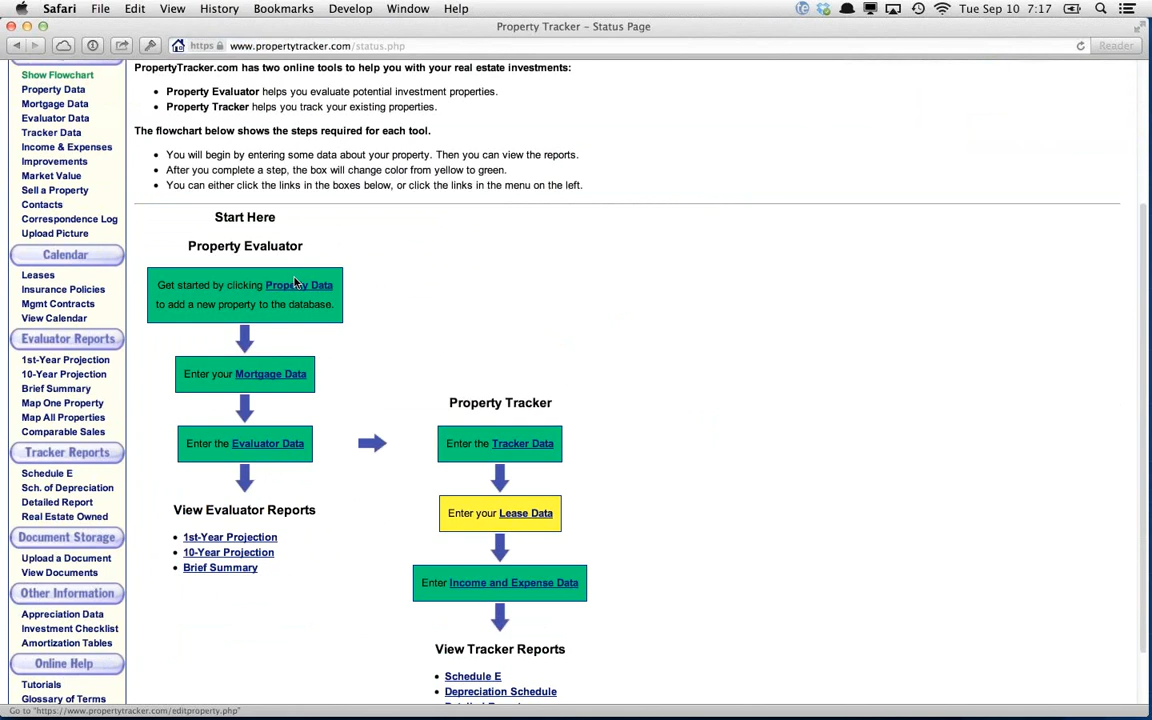 Safari File Edit View History Bookmarks Develop Window Help Tue Sep 10 7:17
Property Tracker – Status Page
https www.propertytracker.com/status.php Reader
Show Flowchart
Property Data
Mortgage Data
Evaluator Data
Tracker Data
Income & Expenses
Improvements
Market Value
Sell a Property
Contacts
Correspondence Log
Upload Picture
Calendar
Leases
Insurance Policies
Mgmt Contracts
View Calendar
Evaluator Reports
1st-Year Projection
10-Year Projection
Brief Summary
Map One Property
Map All Properties
Comparable Sales
Tracker Reports
Schedule E
Sch. of Depreciation
Detailed Report
Real Estate Owned
Document Storage
Upload a Document
View Documents
Other Information
Appreciation Data
Investment Checklist
Amortization Tables
Online Help
Tutorials
Glossary of Terms
PropertyTracker.com has two online tools to help you with your real estate investments:
• Property Evaluator helps you evaluate potential investment properties.
• Property Tracker helps you track your existing properties.
The flowchart below shows the steps required for each tool.
• You will begin by entering some data about your property. Then you can view the reports.
• After you complete a step, the box will change color from yellow to green.
• You can either click the links in the boxes below, or click the links in the menu on the left.
Start Here
Property Evaluator
Get started by clicking Property Data
to add a new property to the database.
Enter your Mortgage Data
Enter the Evaluator Data
View Evaluator Reports
• 1st-Year Projection
• 10-Year Projection
• Brief Summary
Property Tracker
Enter the Tracker Data
Enter your Lease Data
Enter Income and Expense Data
View Tracker Reports
• Schedule E
• Depreciation Schedule
Go to "https://www.propertytracker.com/editproperty.php"